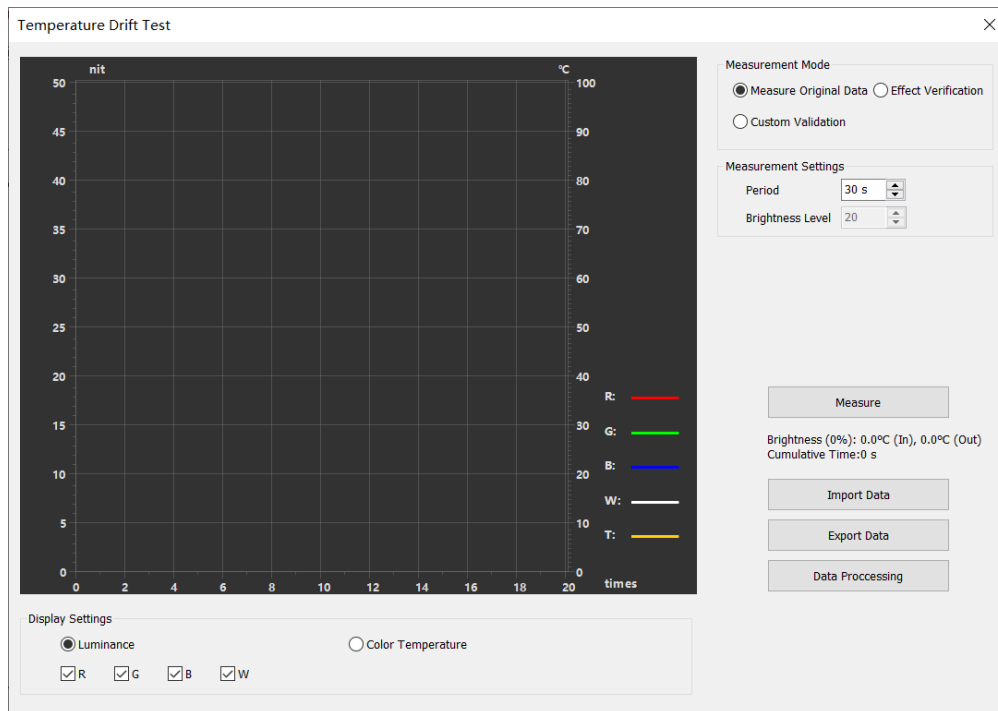 Temperature Drift Test
nit
℃
50
45
40
35
30
25
20
15
10
5
0
100
90
80
70
60
50
40
30
20
10
0
0 2 4 6 8 10 12 14 16 18 20
times
R:
G:
B:
W:
T:
Measurement Mode
Measure Original Data Effect Verification
Custom Validation
Measurement Settings
Period 30 s
Brightness Level 20
Measure
Brightness (0%): 0.0ºC (In), 0.0ºC (Out)
Cumulative Time:0 s
Import Data
Export Data
Data Proccessing
Display Settings
Luminance Color Temperature
R G B W